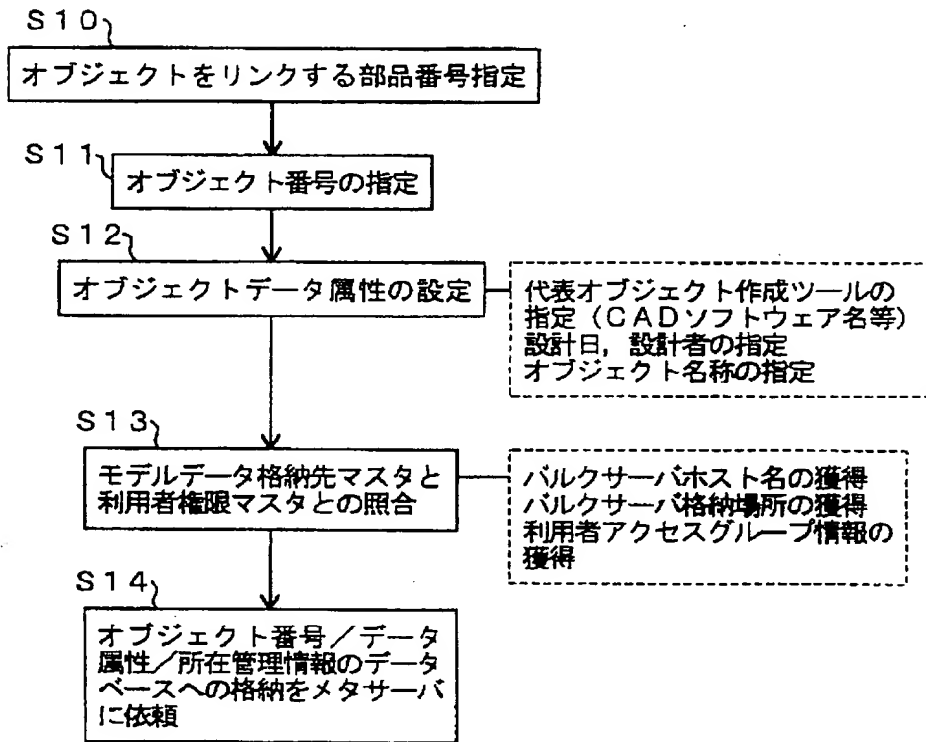 S10
オブジェクトをリンクする部品番号指定
S11
オブジェクト番号の指定
S12
オブジェクトデータ属性の設定
代表オブジェクト作成ツールの
指定(CADソフトウェア名等)
設計日,設計者の指定
オブジェクト名称の指定
S13
モデルデータ格納先マスタと
利用者権限マスタとの照合
バルクサーバホスト名の獲得
バルクサーバ格納場所の獲得
利用者アクセスグループ情報の
獲得
S14
オブジェクト番号/データ
属性/所在管理情報のデータ
ベースへの格納をメタサーバ
に依頼